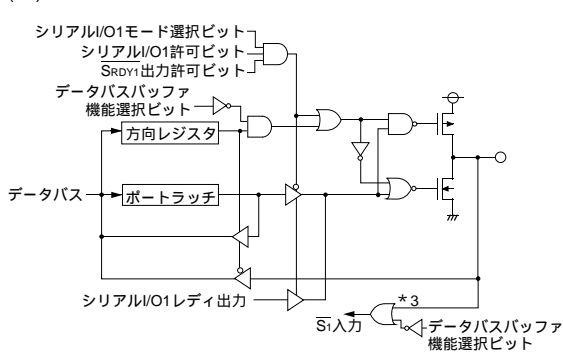 シリアルI/O1モード選択ビット
シリアルI/O1許可ビット
SRDY1出力許可ビット
データバスバッファ
機能選択ビット
方向レジスタ
データバス
ポートラッチ
シリアルI/O1レディ出力
*3
S1入力
データバスバッファ
機能選択ビット